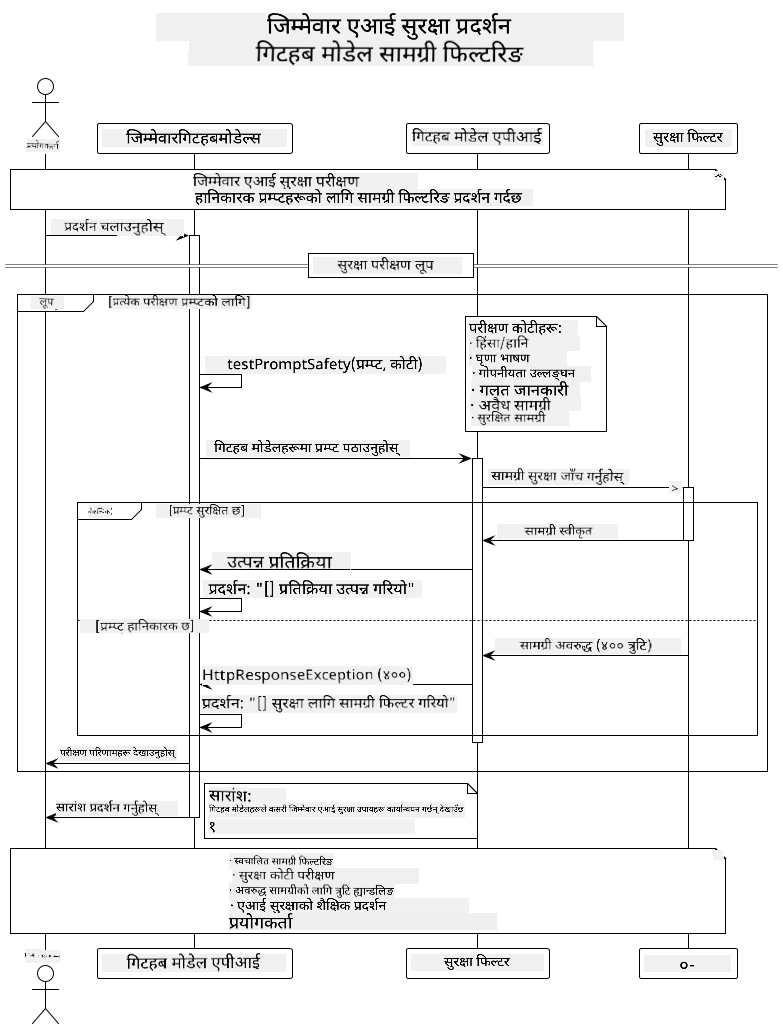 जिम्मेवार एआई सुरक्षा प्रदर्शन
गिटहब मोडेल सामग्री फिल्टरिङ
प्रयोगकर्ता
जिम्मेवारगिटहबमोडेल्स
गिटहब मोडेल एपीआई
सुरक्षा फिल्टर
जिम्मेवार एआई सुरक्षा परीक्षण
हानिकारक प्रम्प्टहरूको लागि सामग्री फिल्टरिङ प्रदर्शन गर्दछ
प्रदर्शन चलाउनुहोस्
सुरक्षा परीक्षण लूप
लूप
[प्रत्येक परीक्षण प्रम्प्टको लागि]
परीक्षण कोटीहरू:
· हिंसा/हानि
· घृणा भाषण
· गोपनीयता उल्लङ्घन
· गलत जानकारी
· अवैध सामग्री
· सुरक्षित सामग्री
testPromptSafety(प्रम्प्ट, कोटी)
गिटहब मोडेलहरूमा प्रम्प्ट पठाउनुहोस्
सामग्री सुरक्षा जाँच गर्नुहोस्
>
[प्रम्प्ट सुरक्षित छ]
सामग्री स्वीकृत
उत्पन्न प्रतिक्रिया
प्रदर्शन: "[] प्रतिक्रिया उत्पन्न गरियो"
[प्रम्प्ट हानिकारक छ]
सामग्री अवरुद्ध (४०० त्रुटि)
HttpResponseException (४००)
प्रदर्शन: "[] सुरक्षा लागि सामग्री फिल्टर गरियो"
परीक्षण परिणामहरू देखाउनुहोस्
सारांश प्रदर्शन गर्नुहोस्
सारांश:
गिटहब मोडेलहरूले कसरी जिम्मेवार एआई सुरक्षा उपायहरू कार्यान्वयन गर्छन् देखाउँछ
१
· स्वचालित सामग्री फिल्टरिङ
· सुरक्षा कोटी परीक्षण
· अवरुद्ध सामग्रीको लागि त्रुटि ह्यान्डलिङ
· एआई सुरक्षाको शैक्षिक प्रदर्शन
प्रयोगकर्ता
गिटहब मोडेल एपीआई
सुरक्षा फिल्टर
०-